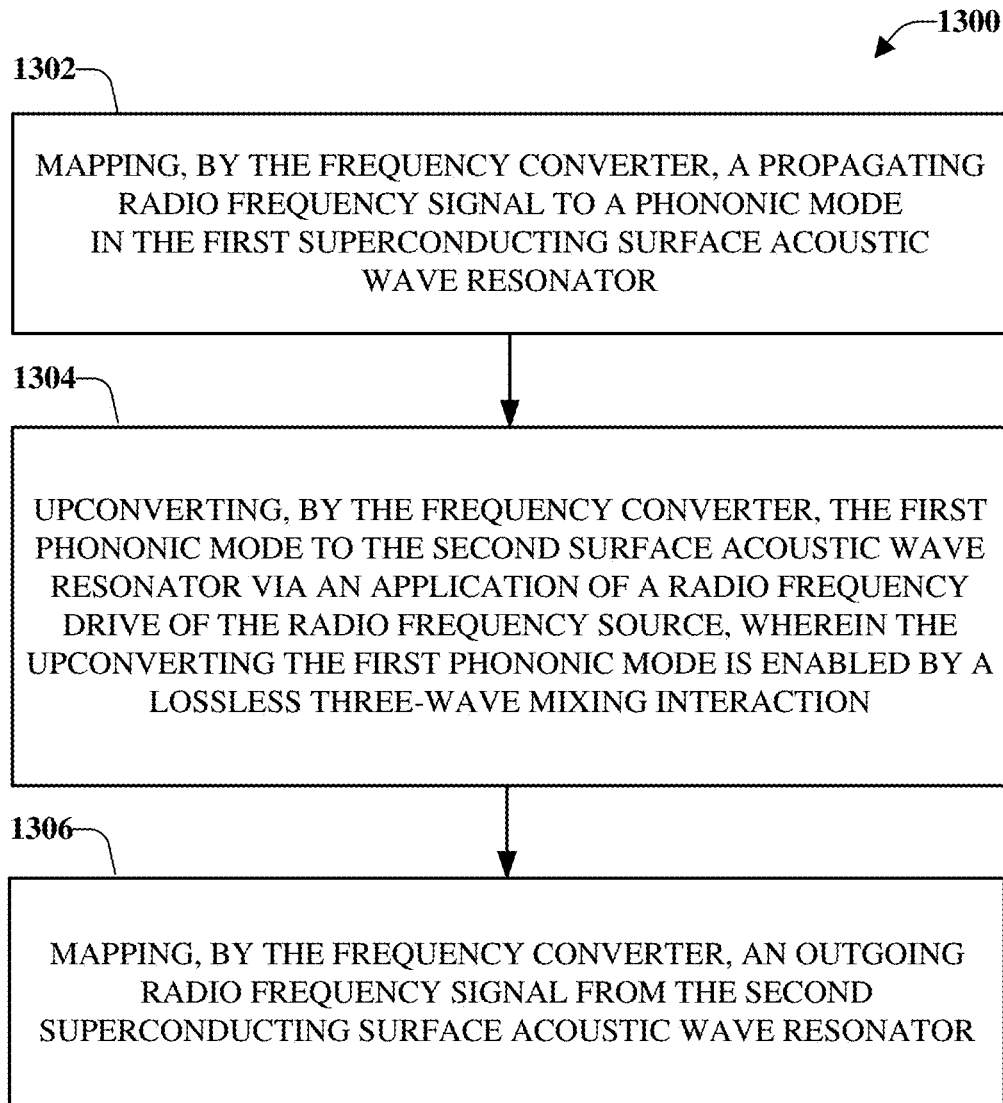 1300
1302
MAPPING, BY THE FREQUENCY CONVERTER, A PROPAGATING
RADIO FREQUENCY SIGNAL TO A PHONONIC MODE
IN THE FIRST SUPERCONDUCTING SURFACE ACOUSTIC
WAVE RESONATOR
1304
UPCONVERTING, BY THE FREQUENCY CONVERTER, THE FIRST
PHONONIC MODE TO THE SECOND SURFACE ACOUSTIC WAVE
RESONATOR VIA AN APPLICATION OF A RADIO FREQUENCY
DRIVE OF THE RADIO FREQUENCY SOURCE, WHEREIN THE
UPCONVERTING THE FIRST PHONONIC MODE IS ENABLED BY A
LOSSLESS THREE-WAVE MIXING INTERACTION
1306
MAPPING, BY THE FREQUENCY CONVERTER, AN OUTGOING
RADIO FREQUENCY SIGNAL FROM THE SECOND
SUPERCONDUCTING SURFACE ACOUSTIC WAVE RESONATOR